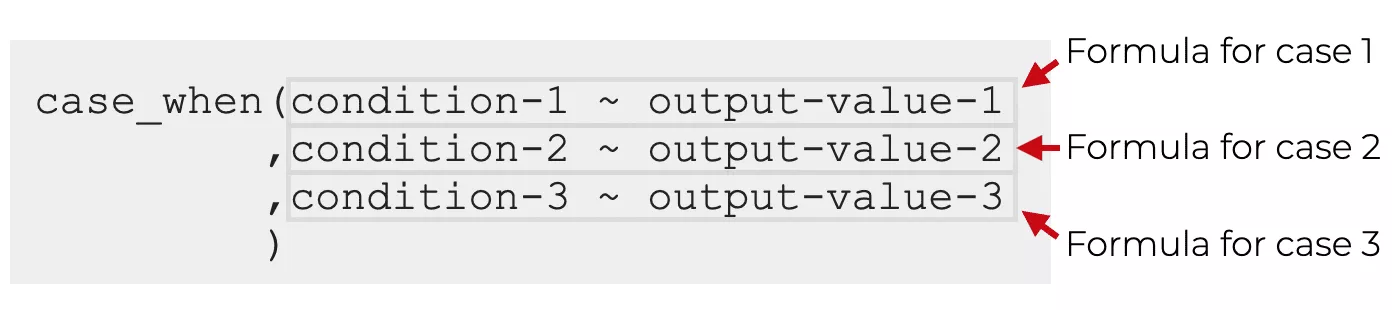 Formula for case 1
case_when(condition-1 ~ output-value-1
,condition-2 ~ output-value-2
Formula for case 2
,condition-3 ~ output-value-3
)
Formula for case 3